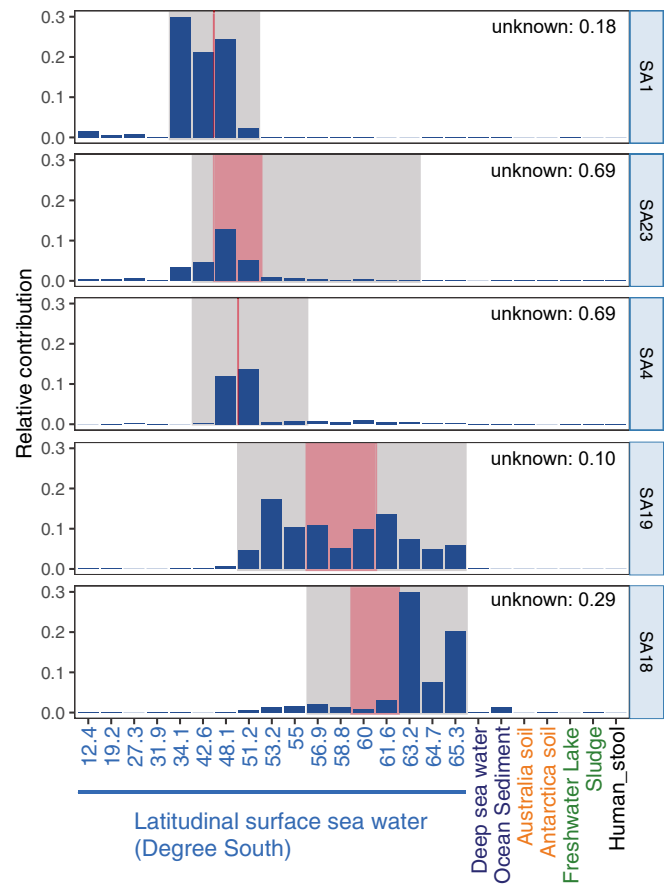 Relative contribution
0.3
0.2
0.1
0.0
unknown: 0.18
SA1
0.3
0.2
0.1
0.0
unknown: 0.69
SA23
0.3
0.2
0.1
0.0
unknown: 0.69
SA4
0.3
0.2
0.1
0.0
unknown: 0.10
SA19
0.3
0.2
0.1
0.0
unknown: 0.29
SA18
12.4
19.2
27.3
31.9
34.1
42.6
48.1
51.2
53.2
55
56.9
58.8
60
61.6
63.2
64.7
65.3
Deep sea water
Ocean Sediment
Australia soil
Antarctica soil
Freshwater Lake
Sludge
Human_stool
Latitudinal surface sea water
(Degree South)